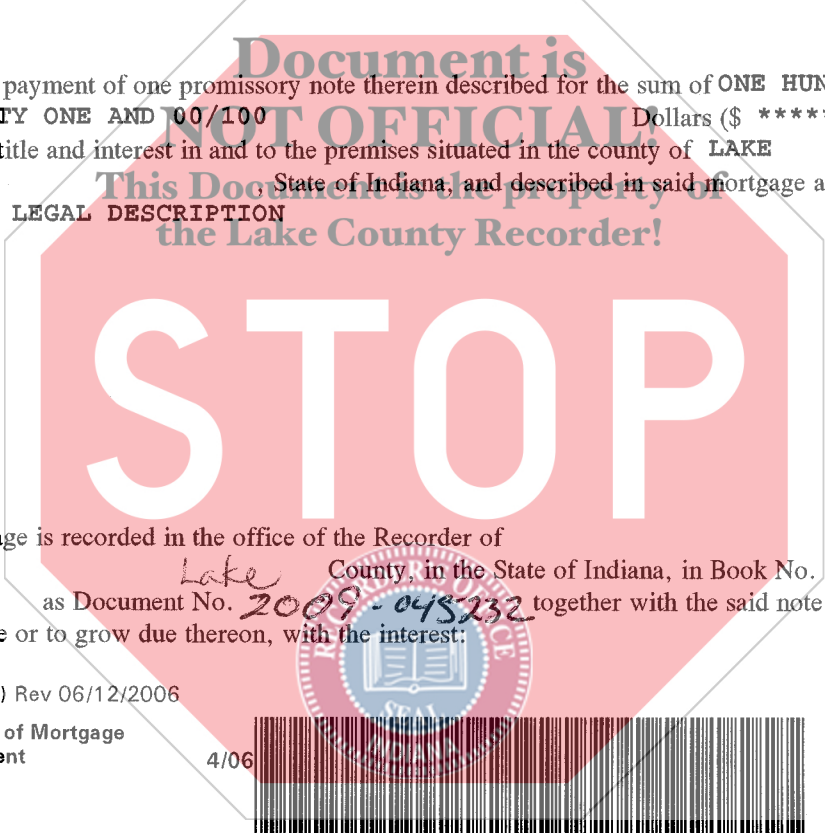 Document is
payment of one promissory note therein described for the sum of ONE HUN
TY ONE AND 00/100 Dollars ($ *****
NOT OFFICIAL!
title and interest in and to the premises situated in the county of LAKE
This Document is the property of
, State of Indiana, and described in said mortgage a
LEGAL DESCRIPTION
the Lake County Recorder!
STOP
ge is recorded in the office of the Recorder of
Lake County, in the State of Indiana, in Book No.
as Document No. 2009-045232 together with the said note
e or to grow due thereon, with the interest:
RECORDER'S OFFICE
SEAL
INDIANA
) Rev 06/12/2006
of Mortgage
ent 4/06